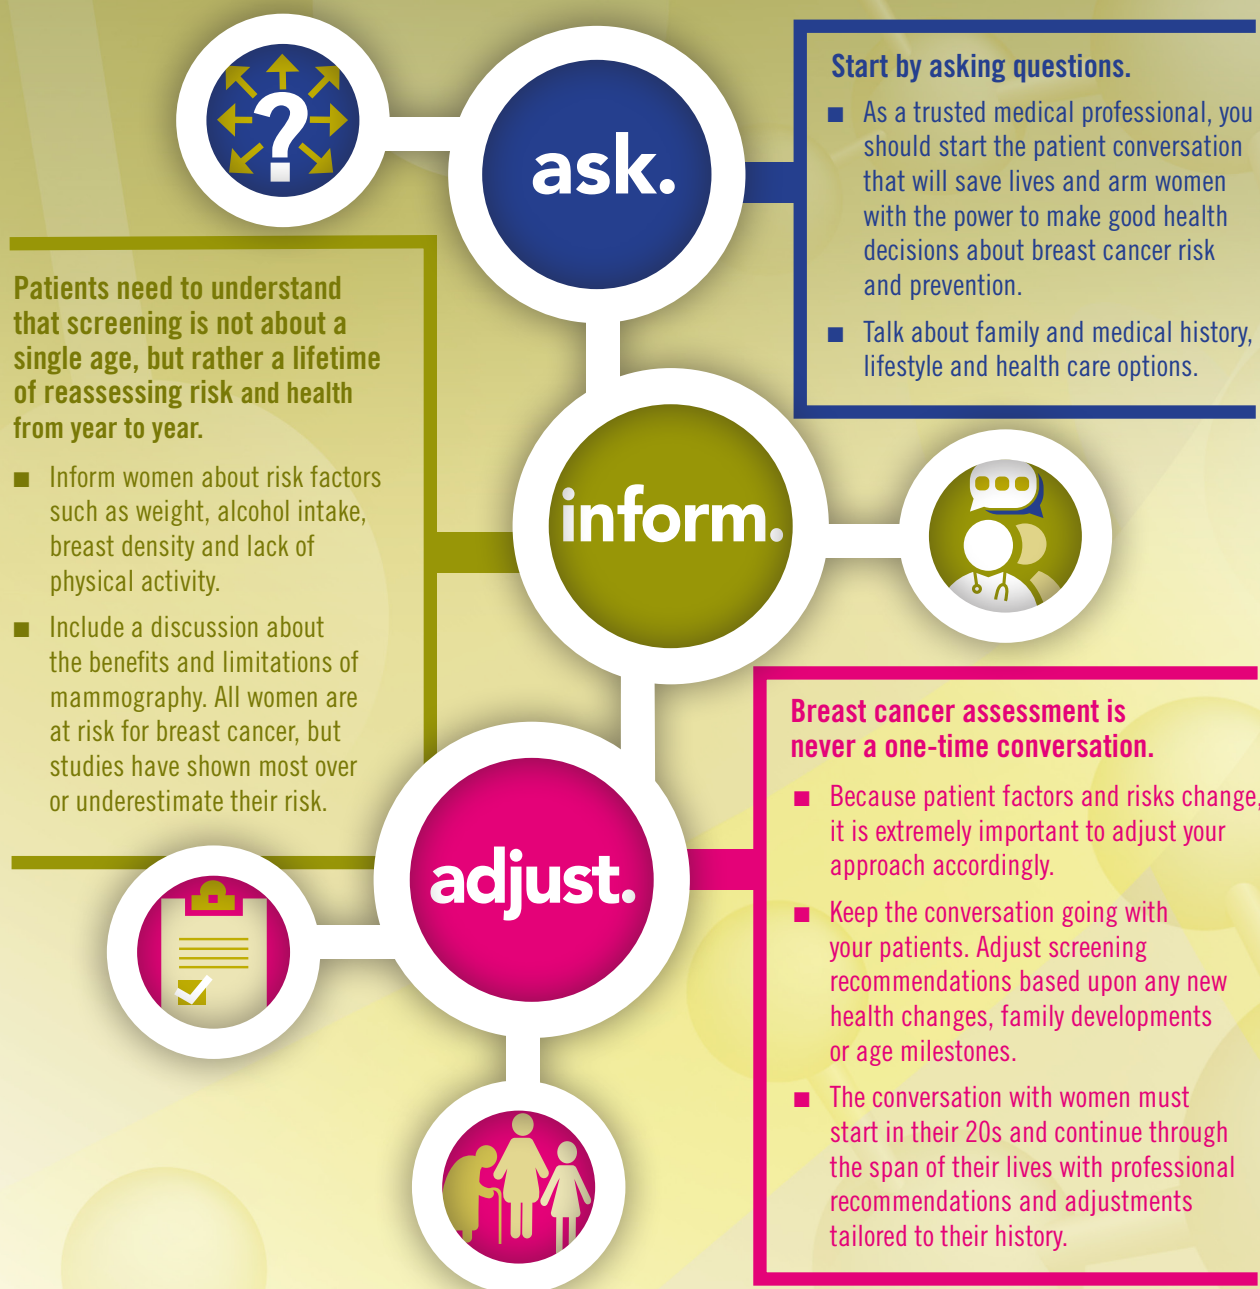 ?
ask.
Start by asking questions.
■ As a trusted medical professional, you
should start the patient conversation
that will save lives and arm women
with the power to make good health
decisions about breast cancer risk
and prevention.
■ Talk about family and medical history,
lifestyle and health care options.
inform.
Patients need to understand
that screening is not about a
single age, but rather a lifetime
of reassessing risk and health
from year to year.
■ Inform women about risk factors
such as weight, alcohol intake,
breast density and lack of
physical activity.
■ Include a discussion about
the benefits and limitations of
mammography. All women are
at risk for breast cancer, but
studies have shown most over
or underestimate their risk.
adjust.
Breast cancer assessment is
never a one-time conversation.
■ Because patient factors and risks change,
it is extremely important to adjust your
approach accordingly.
■ Keep the conversation going with
your patients. Adjust screening
recommendations based upon any new
health changes, family developments
or age milestones.
■ The conversation with women must
start in their 20s and continue through
the span of their lives with professional
recommendations and adjustments
tailored to their history.